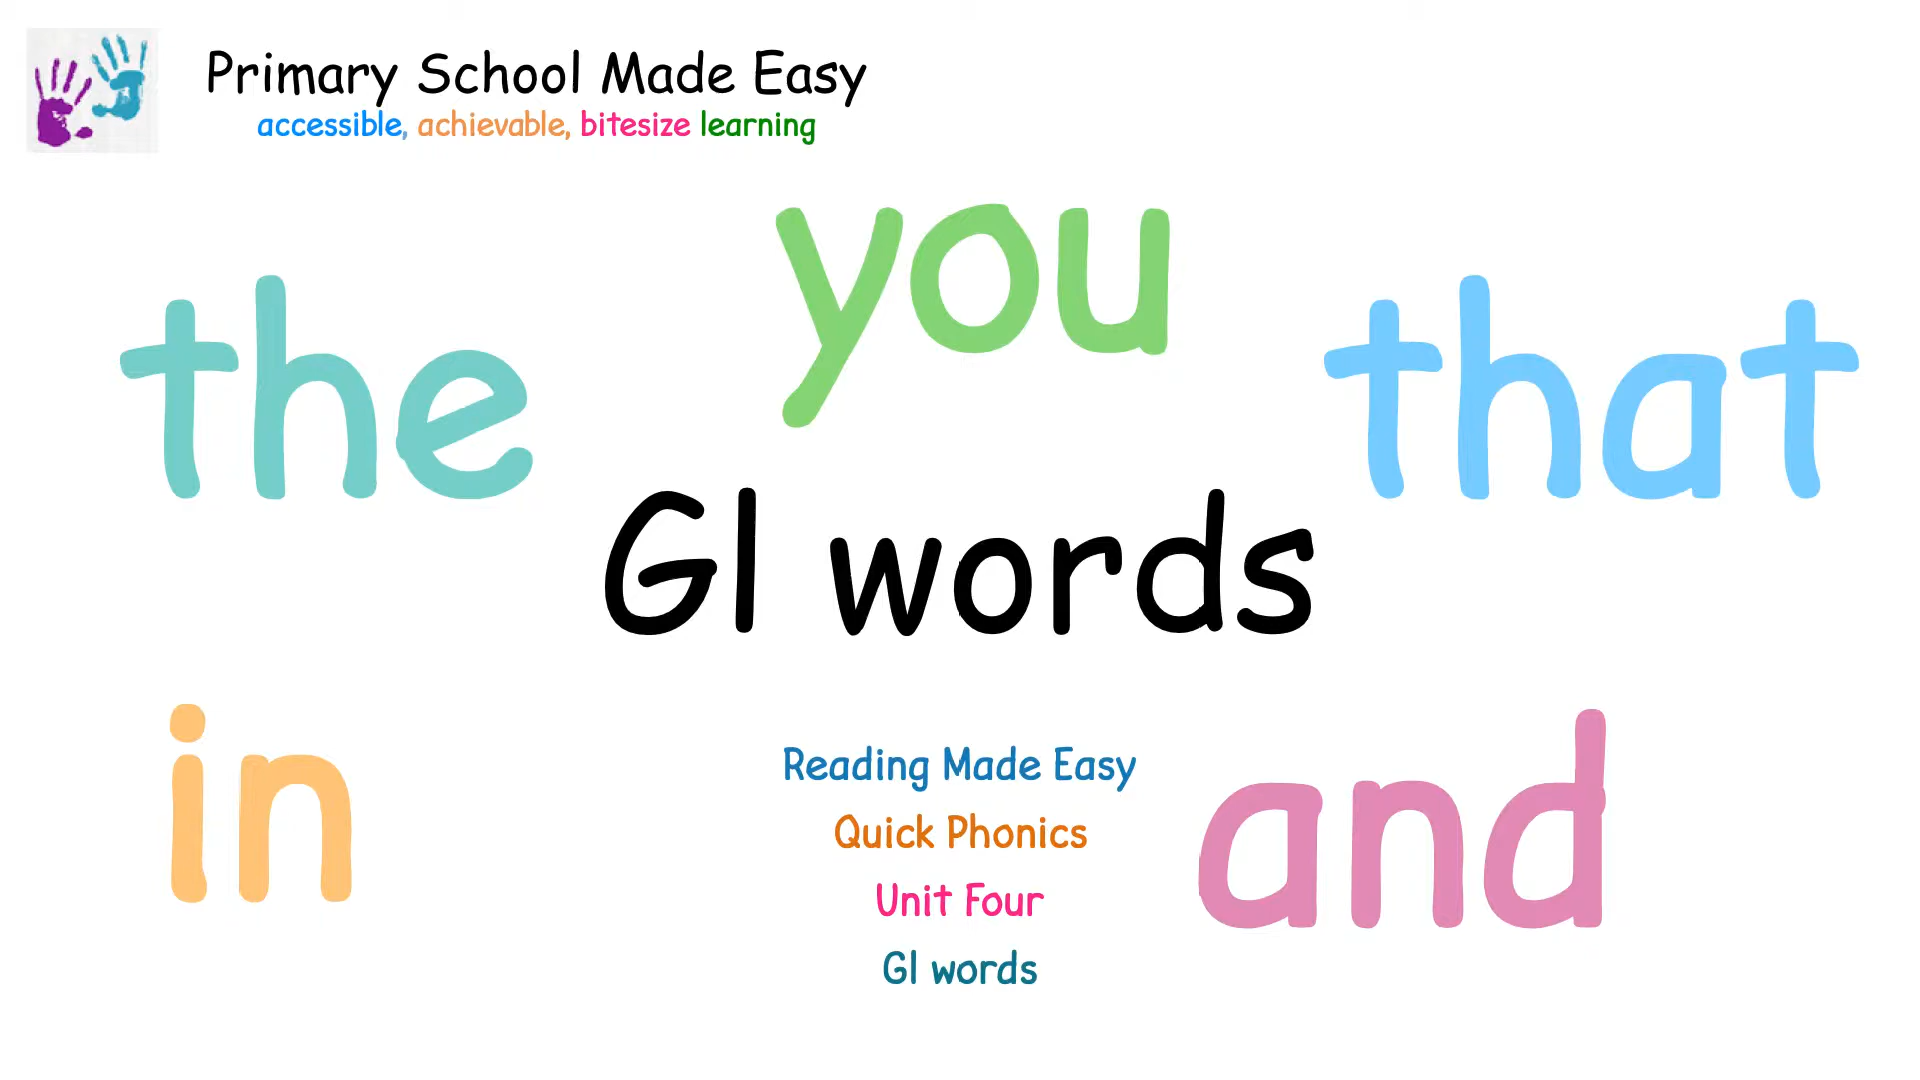 Primary School Made Easy
accessible, achievable, bitesize learning
you
the
that
Gl words
in
and
Reading Made Easy
Quick Phonics
Unit Four
Gl words